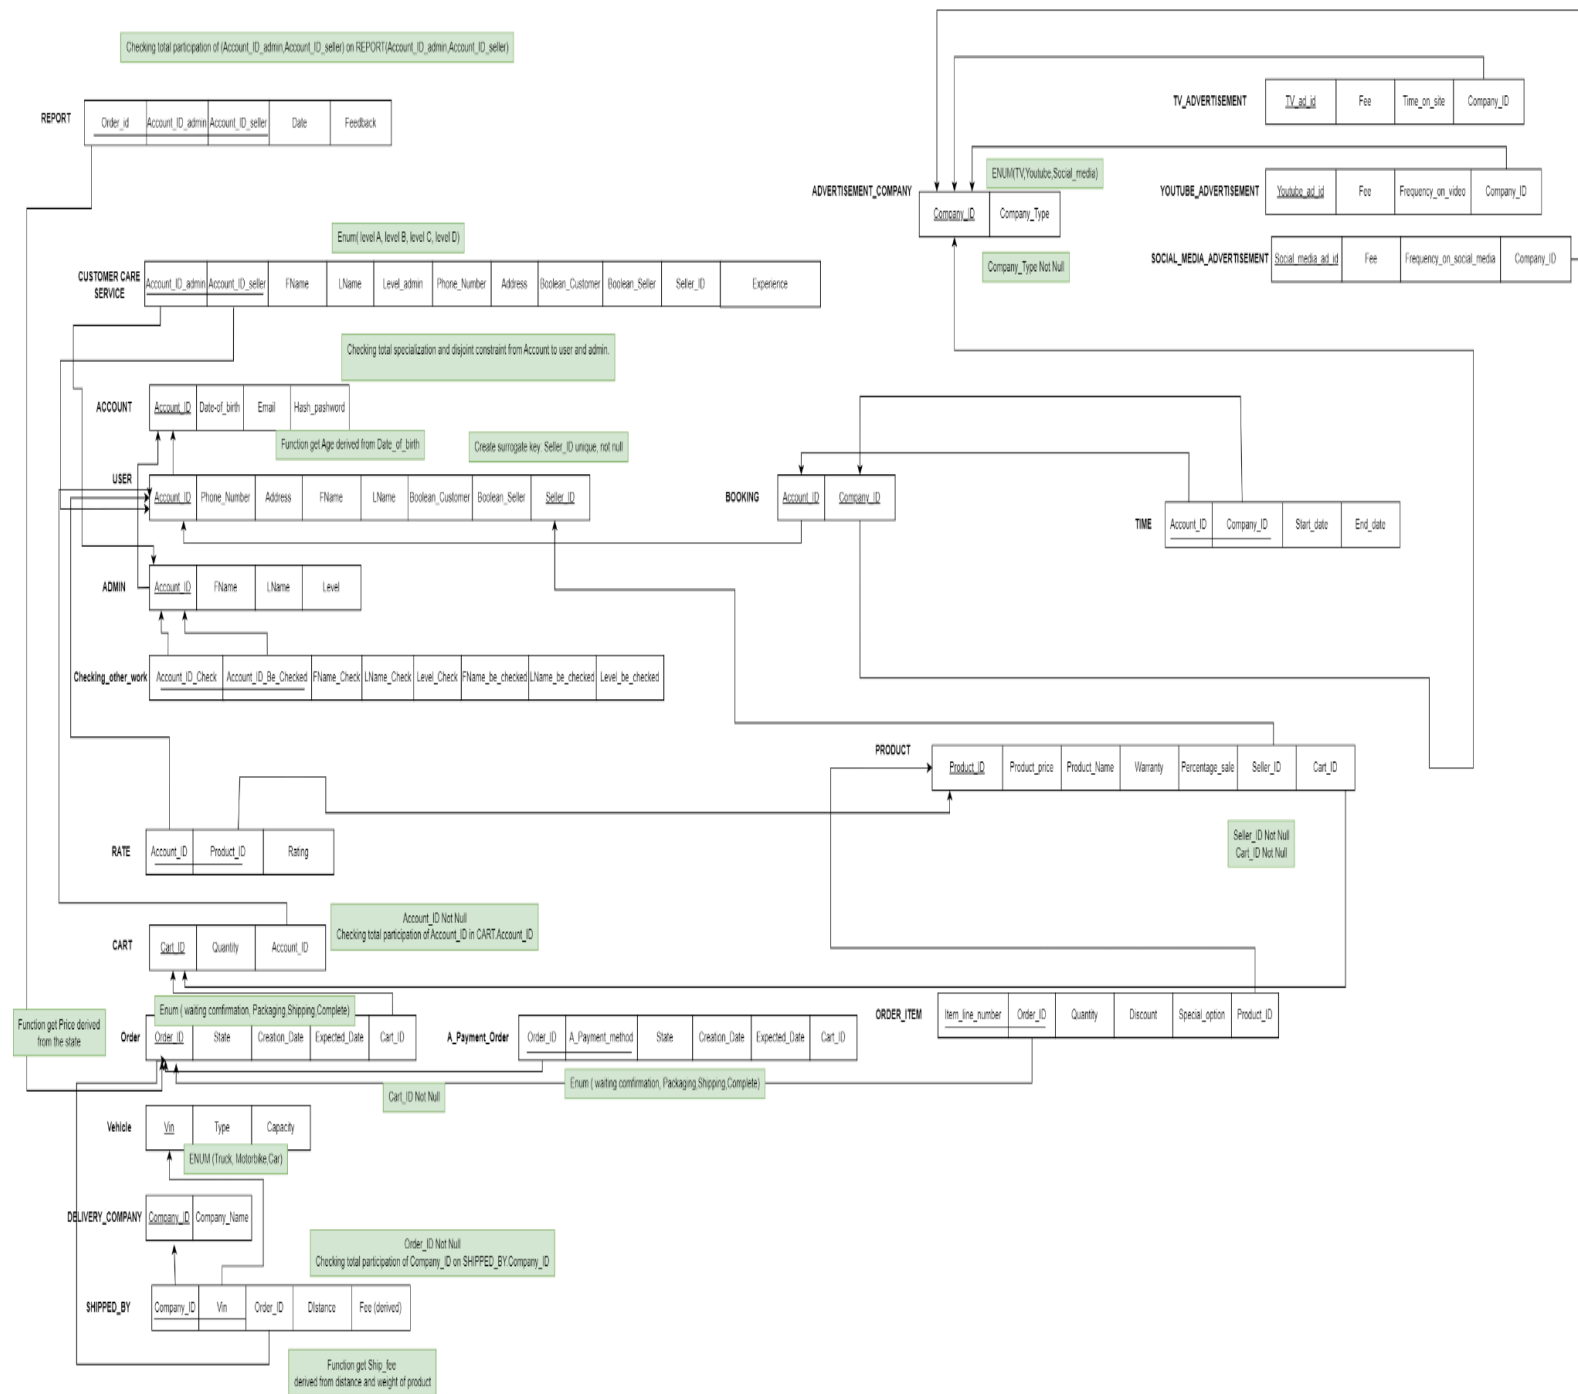 Checking total participation of (Account_ID_admin,Account_ID_seller) on REPORT(Account_ID_admin,Account_ID_seller)
REPORT
Order_id Account_ID_admin Account_ID_seller Date Feedback
TV_ADVERTISEMENT
TV_ad_id Fee Time_on_site Company_ID
ENUM(TV,Youtube,Social_media)
ADVERTISEMENT_COMPANY
Company_ID Company_Type
Company_Type Not Null
YOUTUBE_ADVERTISEMENT
Youtube_ad_id Fee Frequency_on_video Company_ID
SOCIAL_MEDIA_ADVERTISEMENT
Social_media_ad_id Fee Frequency_on_social_media Company_ID
Enum( level A, level B, level C, level D)
CUSTOMER CARE
SERVICE
Account_ID_admin Account_ID_seller FName LName Level_admin Phone_Number Address Boolean_Customer Boolean_Seller Seller_ID Experience
Checking total specialization and disjoint constraint from Account to user and admin.
ACCOUNT
Account_ID Date-of_birth Email Hash_pashword
Function get Age derived from Date_of_birth
Create surrogate key: Seller_ID unique, not null
USER
Account_ID Phone_Number Address FName LName Boolean_Customer Boolean_Seller Seller_ID
BOOKING
Account_ID Company_ID
TIME
Account_ID Company_ID Start_date End_date
ADMIN
Account_ID FName LName Level
Checking_other_work
Account_ID_Check Account_ID_Be_Checked FName_Check LName_Check Level_Check FName_be_checked LName_be_checked Level_be_checked
PRODUCT
Product_ID Product_price Product_Name Warranty Percentage_sale Seller_ID Cart_ID
Seller_ID Not Null
Cart_ID Not Null
RATE
Account_ID Product_ID Rating
Account_ID Not Null
Checking total participation of Account_ID in CART.Account_ID
CART
Cart_ID Quantity Account_ID
Function get Price derived
from the state
Enum ( waiting comfirmation, Packaging,Shipping,Complete)
Order
Order_ID State Creation_Date Expected_Date Cart_ID
A_Payment_Order
Order_ID A_Payment_method State Creation_Date Expected_Date Cart_ID
ORDER_ITEM
Item_line_number Order_ID Quantity Discount Special_option Product_ID
Enum ( waiting comfirmation, Packaging,Shipping,Complete)
Cart_ID Not Null
Vehicle
Vin Type Capacity
ENUM (Truck, Motorbike,Car)
DELIVERY_COMPANY
Company_ID Company_Name
Order_ID Not Null
Checking total participation of Company_ID on SHIPPED_BY.Company_ID
SHIPPED_BY
Company_ID Vin Order_ID DIstance Fee (derived)
Function get Ship_fee
derived from distance and weight of product